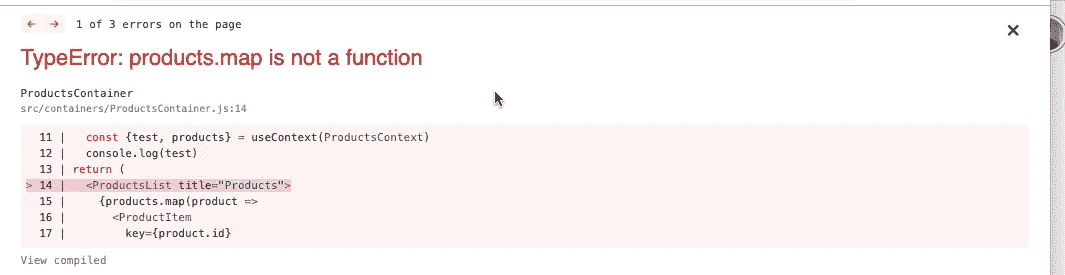 ← → 1 of 3 errors on the page
TypeError: products.map is not a function
ProductsContainer
src/containers/ProductsContainer.js:14
11 | const {test, products} = useContext(ProductsContext)
12 | console.log(test)
13 | return (
> 14 | <ProductsList title="Products">
15 | {products.map(product =>
16 | <ProductItem
17 | key={product.id}
View compiled